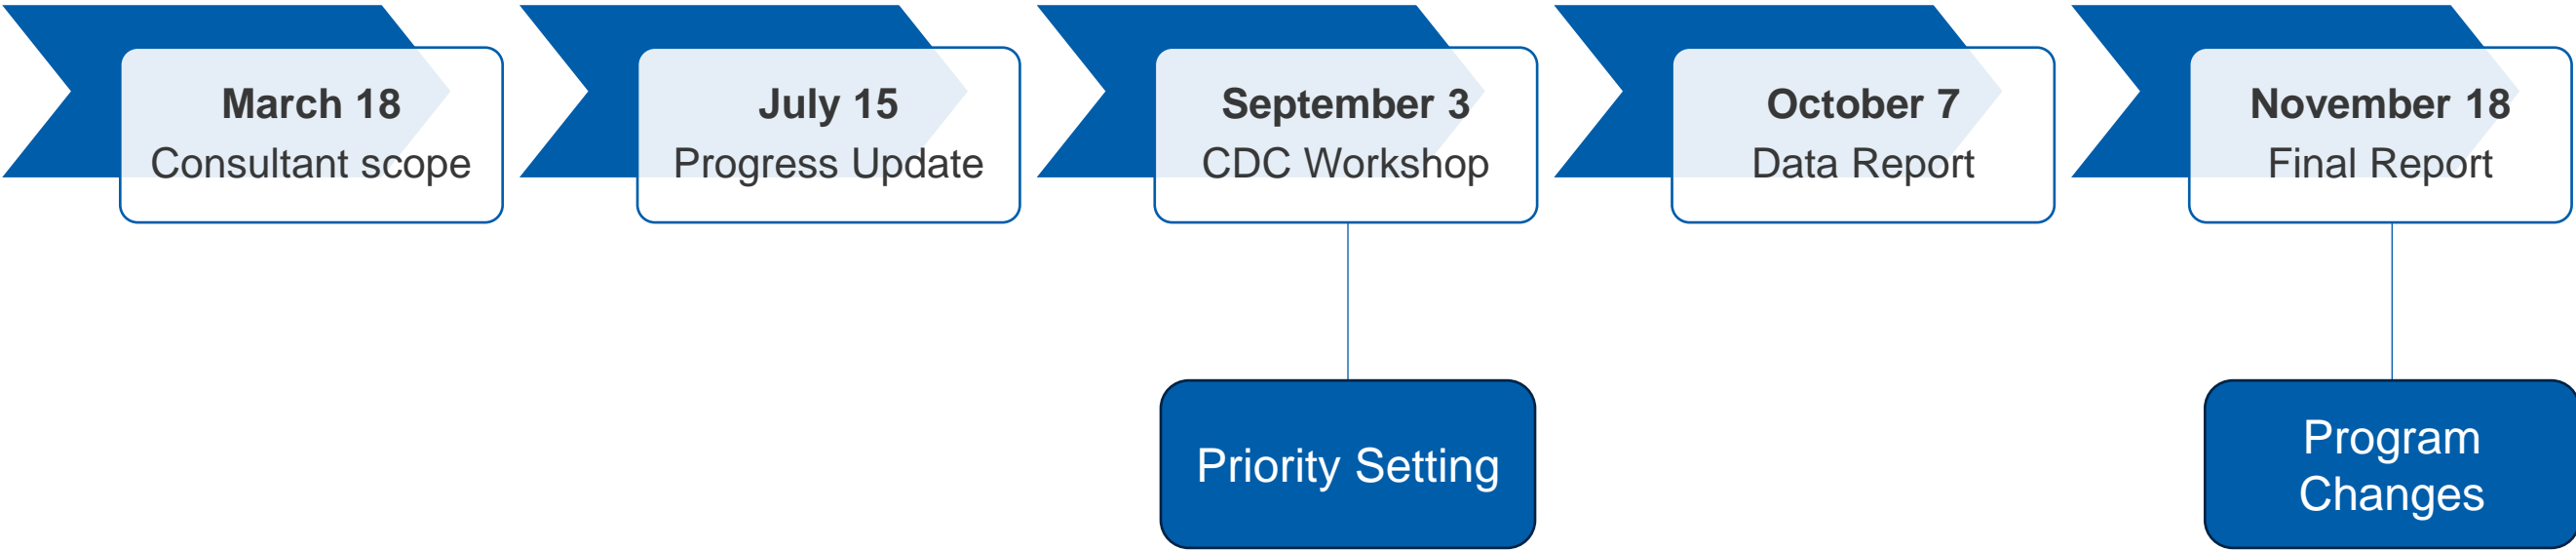 March 18
Consultant scope
July 15
Progress Update
September 3
CDC Workshop
October 7
Data Report
November 18
Final Report
Priority Setting
Program
Changes